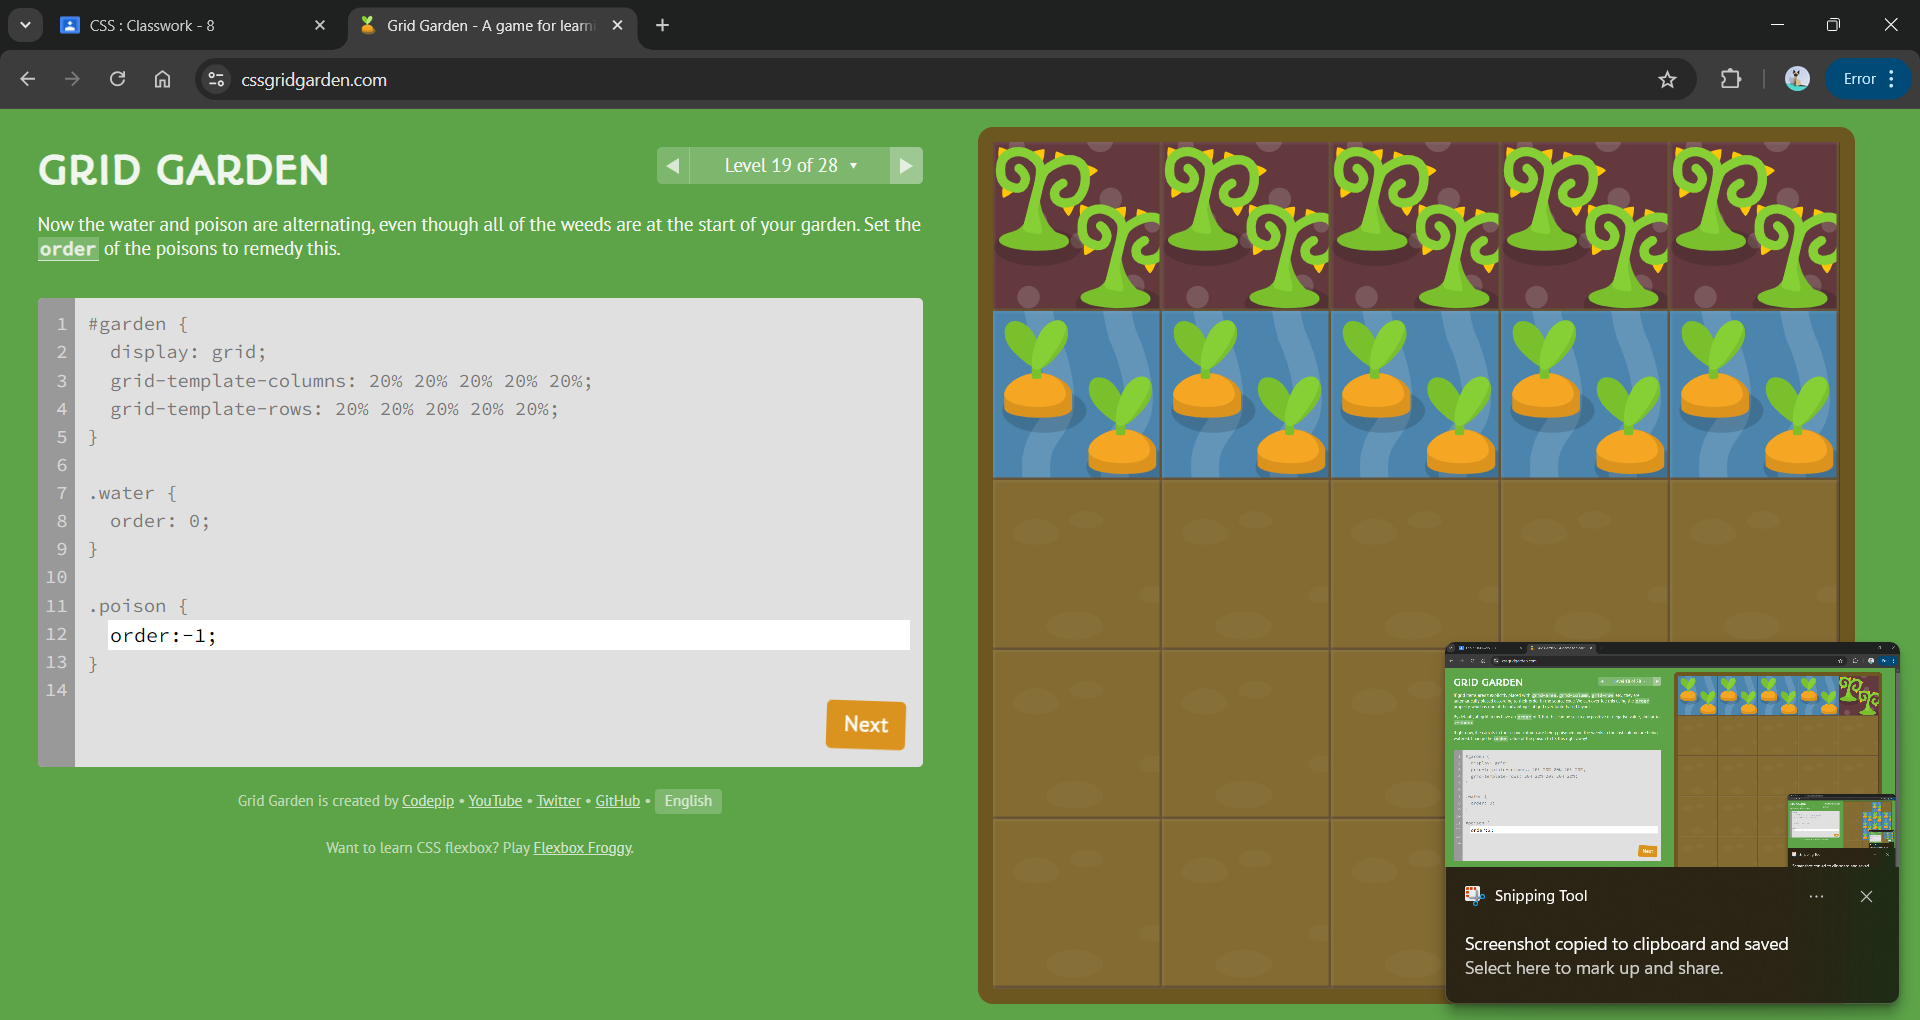 CSS : Classwork - 8
Grid Garden - A game for learni
cssgridgarden.com
Error
GRID GARDEN
Level 19 of 28
Now the water and poison are alternating, even though all of the weeds are at the start of your garden. Set the
order of the poisons to remedy this.
1 #garden {
2 display: grid;
3 grid-template-columns: 20% 20% 20% 20% 20%;
4 grid-template-rows: 20% 20% 20% 20% 20%;
5 }
6
7 .water {
8 order: 0;
9 }
10
11 .poison {
12 order:-1;
13 }
14
Next
Grid Garden is created by Codepip • YouTube • Twitter • GitHub • English
Want to learn CSS flexbox? Play Flexbox Froggy.
GRID GARDEN
Snipping Tool
Screenshot copied to clipboard and saved
Select here to mark up and share.